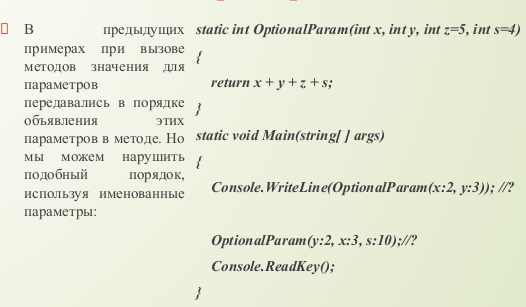 В предыдущих
примерах при вызове
методов значения для
параметров
передавались в порядке
объявления этих
параметров в методе. Но
мы можем нарушить
подобный порядок,
используя именованные
параметры:
static int OptionalParam(int x, int y, int z=5, int s=4)
{
return x + y + z + s;
}
static void Main(string[ ] args)
{
Console.WriteLine(OptionalParam(x:2, y:3)); //?
OptionalParam(y:2, x:3, s:10);//?
Console.ReadKey();
}